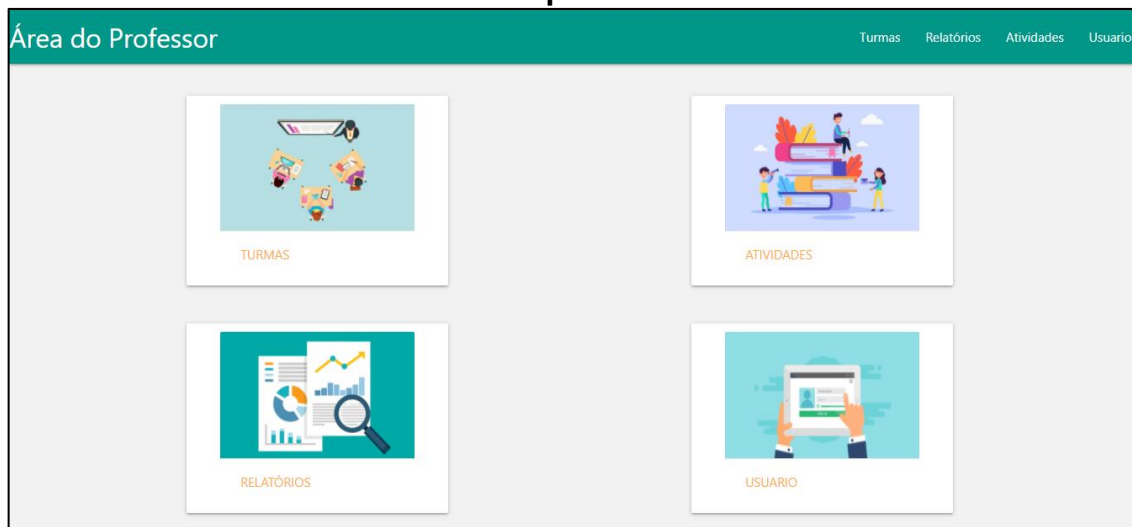 Área do Professor
Turmas Relatórios Atividades Usuario
TURMAS
ATIVIDADES
RELATÓRIOS
USUARIO